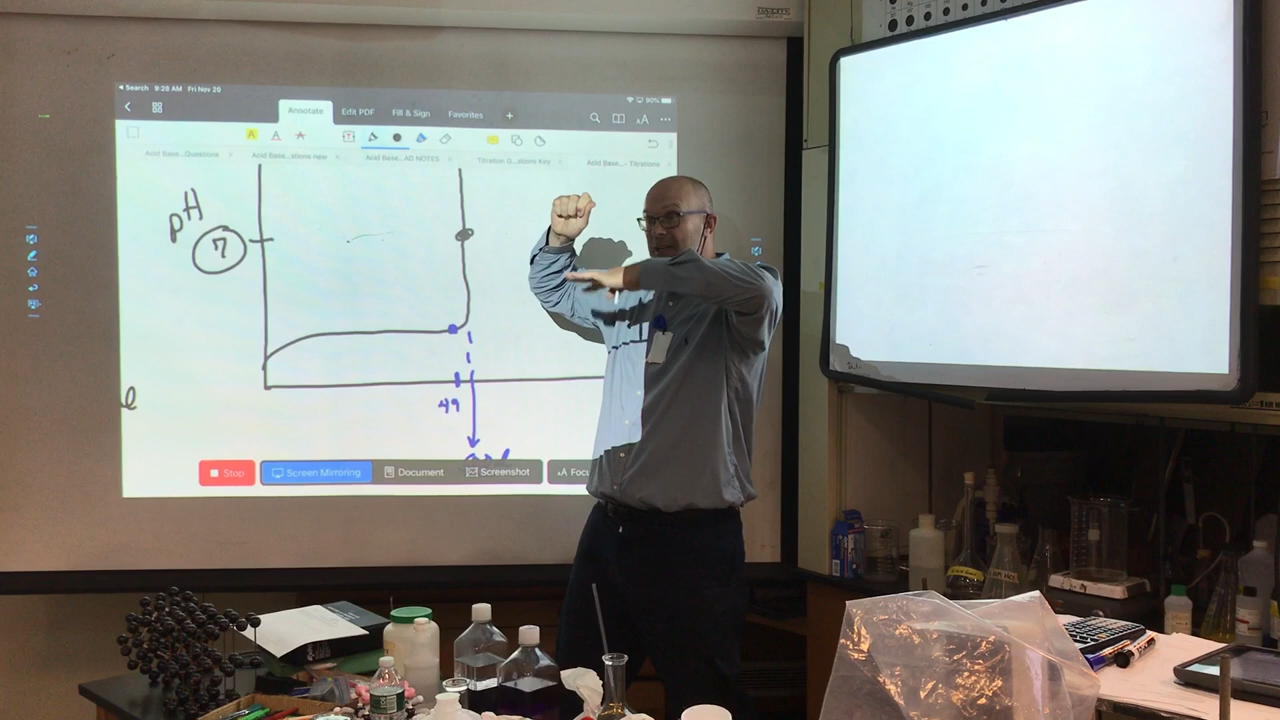 Search 9:28 AM Fri Nov 20
90%
Annotate Edit PDF Fill & Sign Favorites +
Acid Base...Questions × Acid Base...stions new × Acid Base...AD NOTES × Titration Q...stions Key × Acid Base... - Titrations
pH
7
49
Stop Screen Mirroring Document Screenshot AA Focu